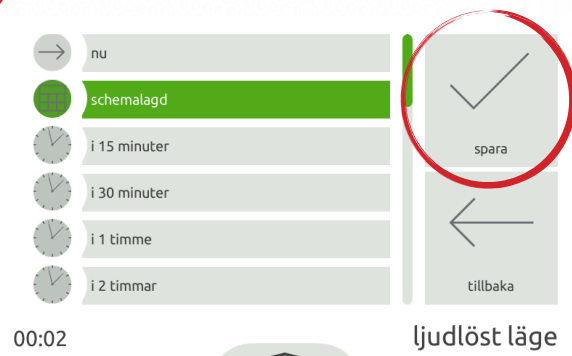 nu
schemalagd
i 15 minuter
i 30 minuter
i 1 timme
i 2 timmar
spara
tillbaka
00:02
ljudlöst läge